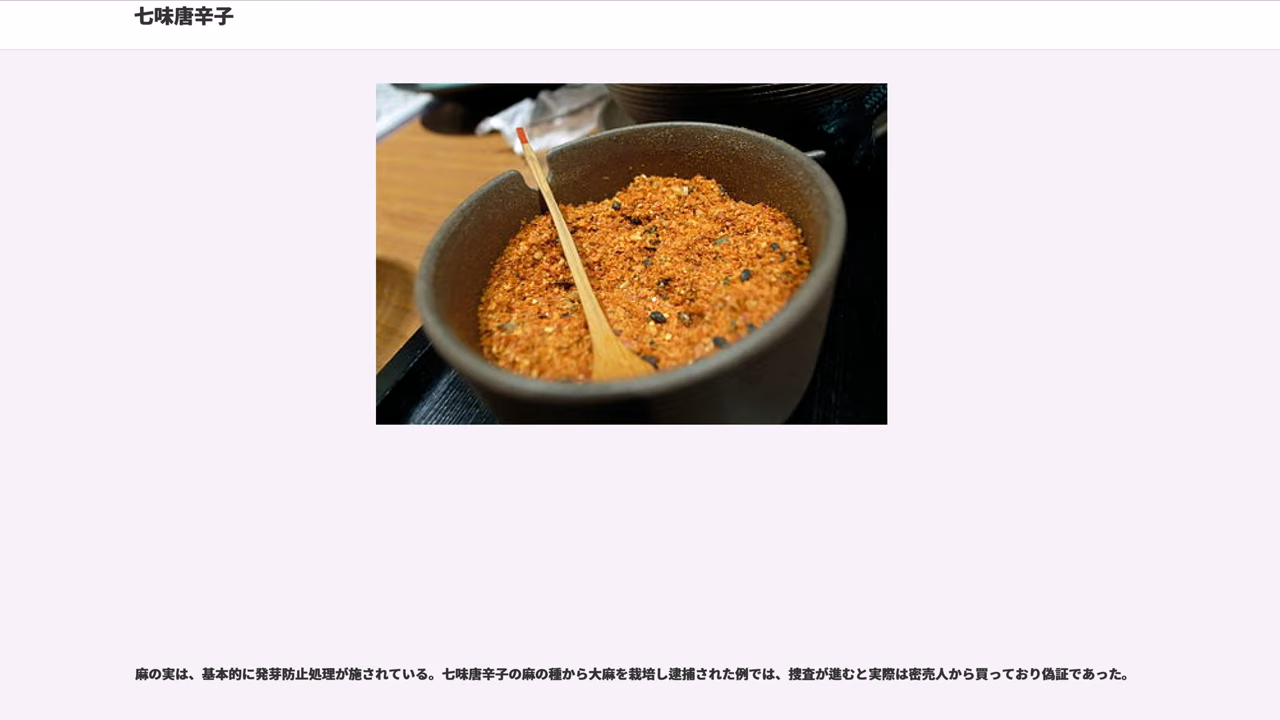 七味唐辛子
麻の実は、基本的に発芽防止処理が施されている。七味唐辛子の麻の種から大麻を栽培し逮捕された例では、捜査が進むと実際は密売人から買っており偽証であった。